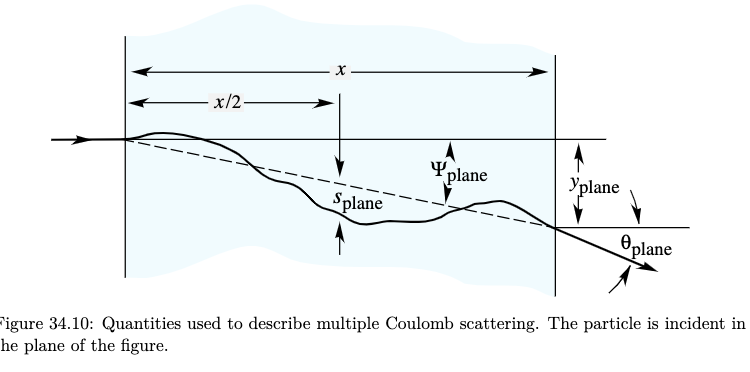 x
x/2
Ψplane
splane
yplane
θplane
Figure 34.10: Quantities used to describe multiple Coulomb scattering. The particle is incident in
the plane of the figure.